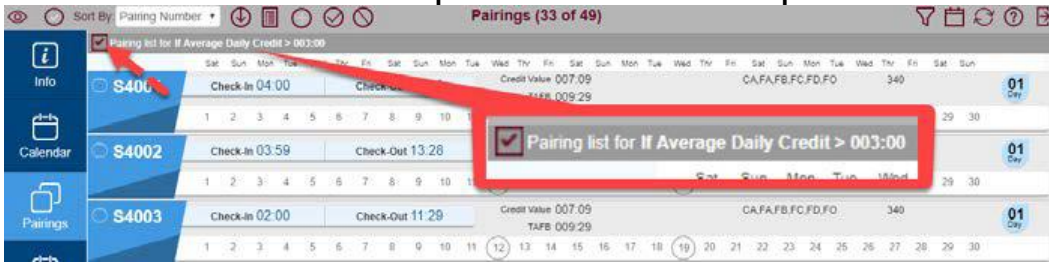 Sort By: Pairing Number
Pairings (33 of 49)
Pairing list for If Average Daily Credit > 003:00
Info
Sat Sun Mon Tue Wed Thr Fri Sat Sun Mon Tue Wed Thr Fri Sat Sun Mon Tue Wed Thr Fri Sat Sun Mon Tue Wed Thr Fri Sat Sun
Check-In 04:00
Credit Value 007:09
TAFB 009:29
CA,FA,FB,FC,FD,FO
340
01
Day
1 2 3 4 5 6 7 8 9 10 29 30
Pairing list for If Average Daily Credit > 003:00
Sat Sun Mon Tue Wed
Calendar
S4002
Check-In 03:59
Check-Out 13:28
01
Day
1 2 3 4 5 6 7 8 9 10 29 30
Pairings
S4003
Check-In 02:00
Check-Out 11:29
Credit Value 007:09
TAFB 009:29
CA,FA,FB,FC,FD,FO
340
01
Day
1 2 3 4 5 6 7 8 9 10 11 12 13 14 15 16 17 18 19 20 21 22 23 24 25 26 27 28 29 30